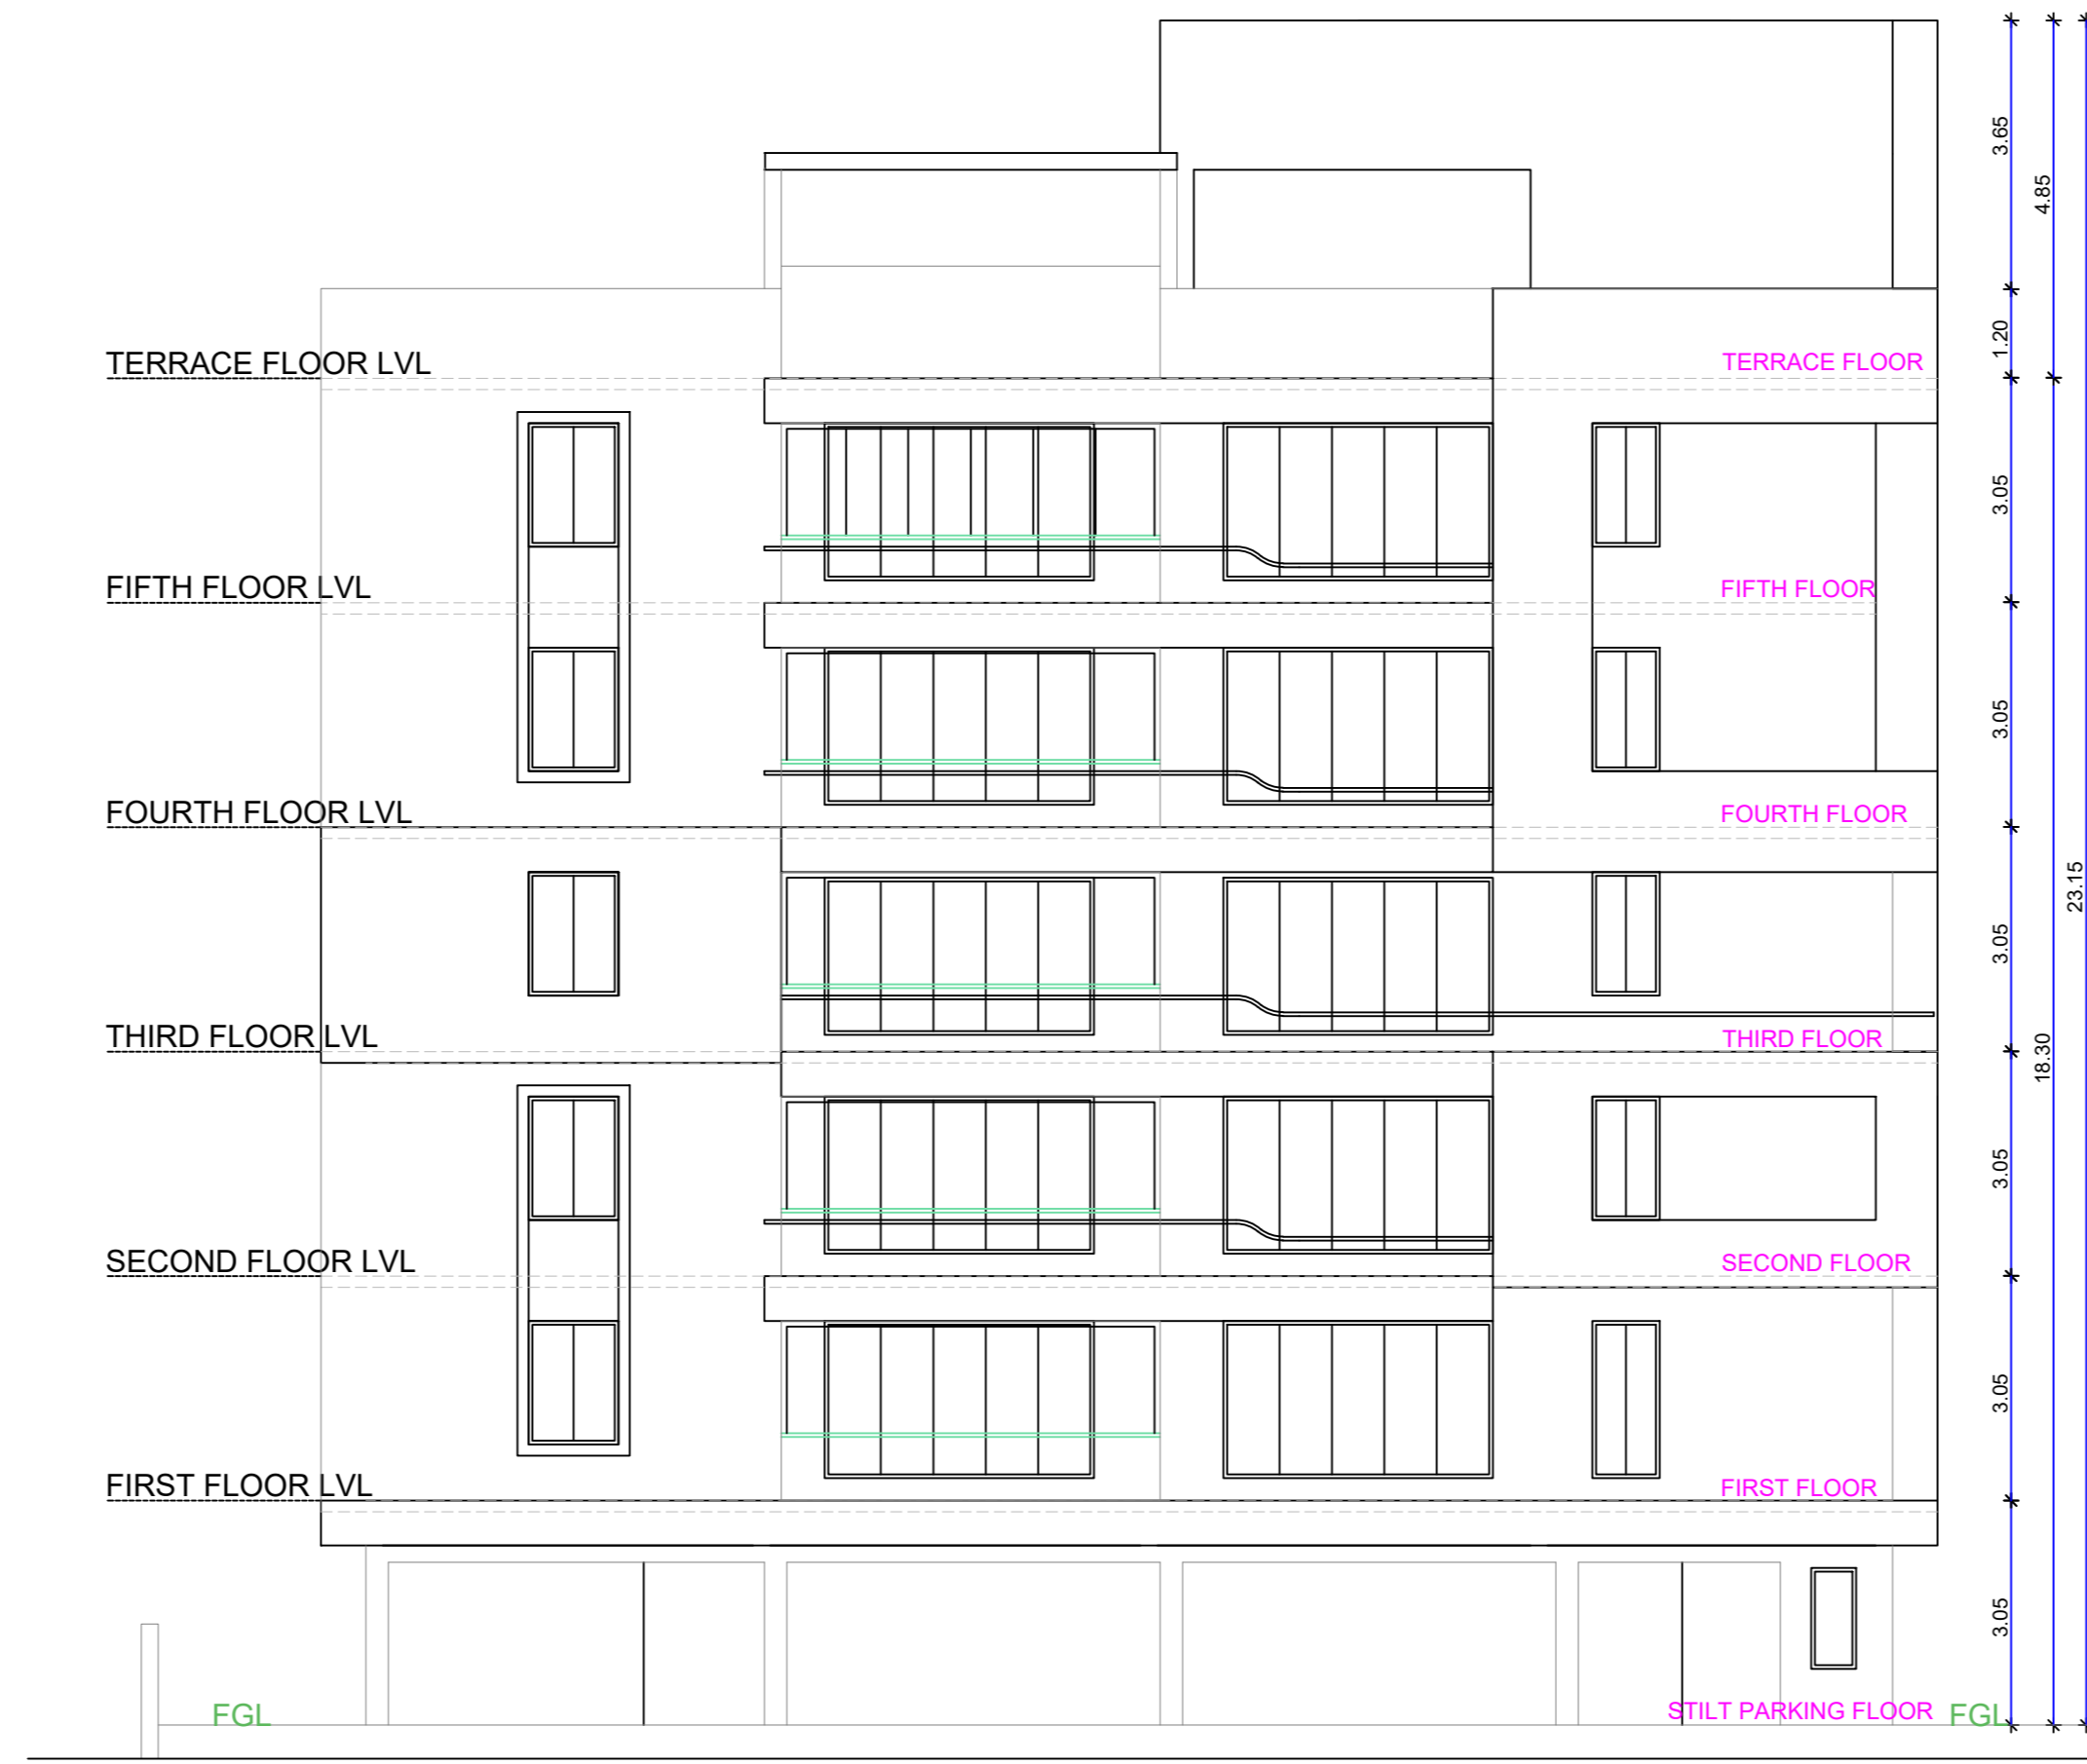 3.65
4.85
1.20
TERRACE FLOOR LVL
TERRACE FLOOR
3.05
FIFTH FLOOR LVL
FIFTH FLOOR
3.05
FOURTH FLOOR LVL
FOURTH FLOOR
23.15
3.05
THIRD FLOOR LVL
THIRD FLOOR
18.30
3.05
SECOND FLOOR LVL
SECOND FLOOR
3.05
FIRST FLOOR LVL
FIRST FLOOR
3.05
FGL
STILT PARKING FLOOR
FGL